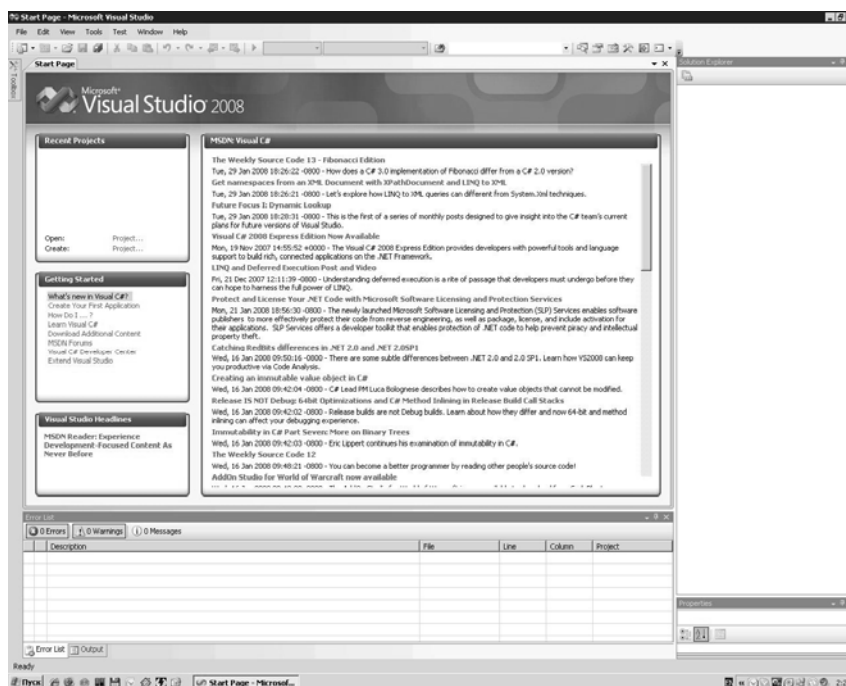 Start Page - Microsoft Visual Studio
File Edit View Tools Test Window Help
Toolbox
Start Page
Solution Explorer
Microsoft®
Visual Studio 2008
Recent Projects
Open: Project...
Create: Project...
Getting Started
What's new in Visual C#?
Create Your First Application
How Do I ... ?
Learn Visual C#
Download Additional Content
MSDN Forums
Visual C# Developer Center
Extend Visual Studio
Visual Studio Headlines
MSDN Reader: Experience
Development-Focused Content As
Never Before
MSDN: Visual C#
The Weekly Source Code 13 - Fibonacci Edition
Tue, 29 Jan 2008 18:26:22 -0800 - How does a C# 3.0 implementation of Fibonacci differ from a C# 2.0 version?
Get namespaces from an XML Document with XPathDocument and LINQ to XML
Tue, 29 Jan 2008 18:26:21 -0800 - Let's explore how LINQ to XML queries can different from System.Xml techniques.
Future Focus I: Dynamic Lookup
Tue, 29 Jan 2008 18:28:31 -0800 - This is the first of a series of monthly posts designed to give insight into the C# team's current
plans for future versions of Visual Studio.
Visual C# 2008 Express Edition Now Available
Mon, 19 Nov 2007 14:55:52 +0000 - The Visual C# 2008 Express Edition provides developers with powerful tools and language
support to build rich, connected applications on the .NET Framework.
LINQ and Deferred Execution Post and Video
Fri, 21 Dec 2007 12:11:39 -0800 - Understanding deferred execution is a rite of passage that developers must undergo before they
can hope to harness the full power of LINQ.
Protect and License Your .NET Code with Microsoft Software Licensing and Protection Services
Mon, 21 Jan 2008 18:56:30 -0800 - The newly launched Microsoft Software Licensing and Protection (SLP) Services enables software
publishers to more effectively protect their code from reverse engineering, as well as package, license, and include activation for
their applications. SLP Services offers a developer toolkit that enables protection of .NET code to help prevent piracy and intellectual
property theft.
Catching RedBits differences in .NET 2.0 and .NET 2.0SP1
Wed, 16 Jan 2008 09:50:16 -0800 - There are some subtle differences between .NET 2.0 and 2.0 SP1. Learn how VS2008 can keep
you productive via Code Analysis.
Creating an immutable value object in C#
Wed, 16 Jan 2008 09:42:04 -0800 - C# Lead PM Luca Bolognese describes how to create value objects that cannot be modified.
Release IS NOT Debug: 64bit Optimizations and C# Method Inlining in Release Build Call Stacks
Wed, 16 Jan 2008 09:42:02 -0800 - Release builds are not Debug builds. Learn about how they differ and now 64-bit and method
inlining can affect your debugging experience.
Immutability in C# Part Seven: More on Binary Trees
Wed, 16 Jan 2008 09:42:03 -0800 - Eric Lippert continues his examination of immutability in C#.
The Weekly Source Code 12
Wed, 16 Jan 2008 09:48:21 -0800 - You can become a better programmer by reading other people's source code!
AddOn Studio for World of Warcraft now available
Error List
0 Errors 0 Warnings 0 Messages
Description File Line Column Project
Properties
Error List Output
Ready
Пуск Start Page - Microsof...